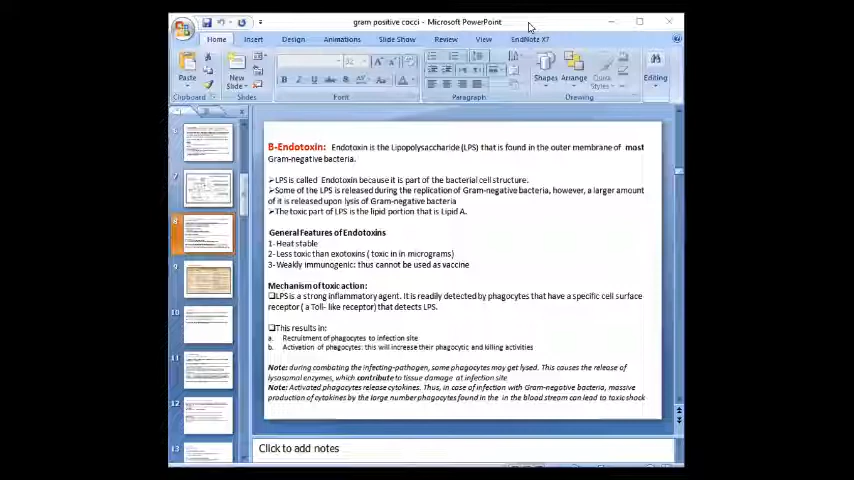 gram positive cocci - Microsoft PowerPoint
Home Insert Design Animations Slide Show Review View EndNote X7
Paste New Slide Shapes Arrange Quick Styles Editing
Clipboard Slides Font Paragraph Drawing
B-Endotoxin: Endotoxin is the Lipopolysaccharide (LPS) that is found in the outer membrane of most
Gram-negative bacteria.
➢LPS is called Endotoxin because it is part of the bacterial cell structure.
➢Some of the LPS is released during the replication of Gram-negative bacteria, however, a larger amount
of it is released upon lysis of Gram-negative bacteria
➢The toxic part of LPS is the lipid portion that is Lipid A.
General Features of Endotoxins
1- Heat stable
2- Less toxic than exotoxins ( toxic in in micrograms)
3- Weakly immunogenic: thus cannot be used as vaccine
Mechanism of toxic action:
❑LPS is a strong inflammatory agent. It is readily detected by phagocytes that have a specific cell surface
receptor ( a Toll- like receptor) that detects LPS.
❑This results in:
a. Recruitment of phagocytes to infection site
b. Activation of phagocytes: this will increase their phagocytic and killing activities
Note: during combating the infecting-pathogen, some phagocytes may get lysed. This causes the release of
lysosomal enzymes, which contribute to tissue damage at infection site
Note: Activated phagocytes release cytokines. Thus, in case of infection with Gram-negative bacteria, massive
production of cytokines by the large number phagocytes found in the in the blood stream can lead to toxic shock
6
7
8
9
10
11
12
13
Click to add notes